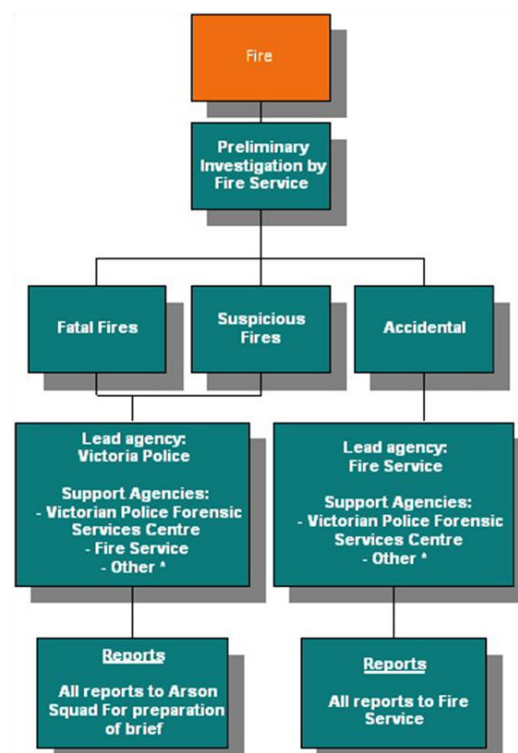 Fire
Preliminary
Investigation by
Fire Service
Fatal Fires
Suspicious
Fires
Accidental
Lead agency:
Victoria Police
Support Agencies:
- Victorian Police Forensic
Services Centre
- Fire Service
- Other *
Lead agency:
Fire Service
Support Agencies:
- Victorian Police Forensic
Services Centre
- Other *
Reports
All reports to Arson
Squad For preparation
of brief
Reports
All reports to Fire
Service